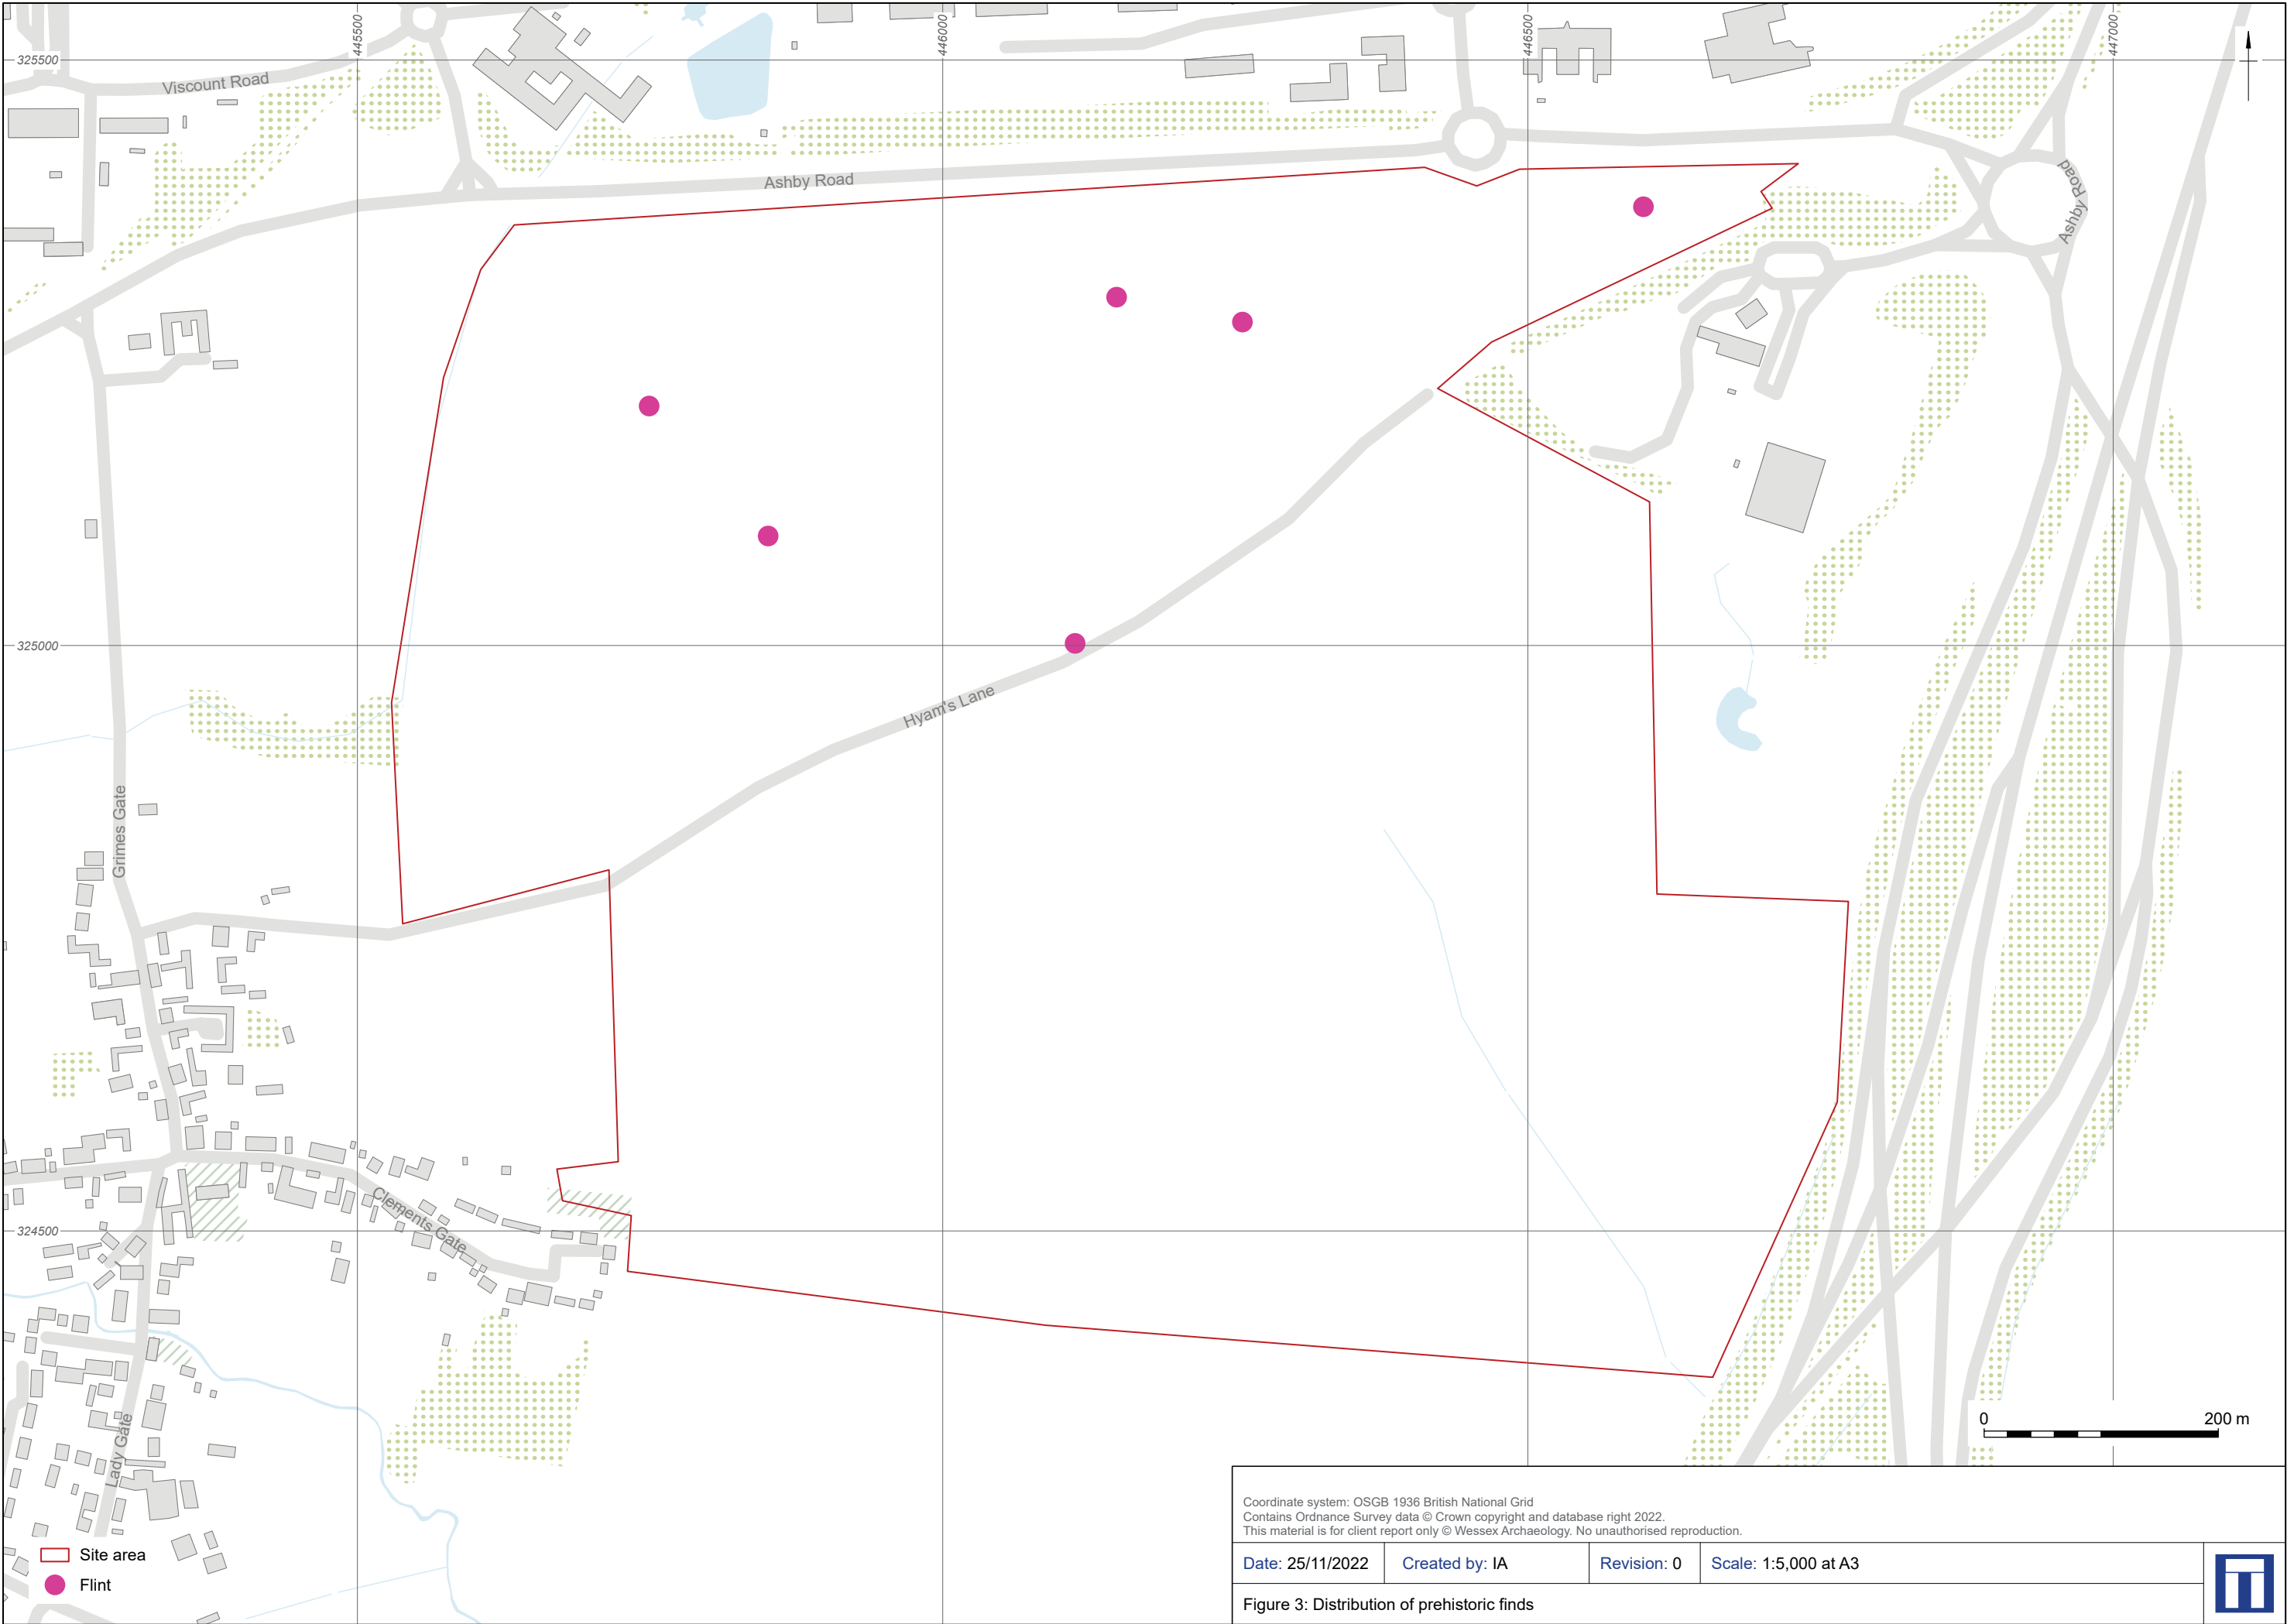 445500
446000
446500
447000
325500
Viscount Road
Ashby Road
Ashby Road
325000
Hyam's Lane
Grimes Gate
Clements Gate
324500
Lady Gate
0 200 m
Site area
Flint
Coordinate system: OSGB 1936 British National Grid
Contains Ordnance Survey data © Crown copyright and database right 2022.
This material is for client report only © Wessex Archaeology. No unauthorised reproduction.
Date: 25/11/2022 Created by: IA Revision: 0 Scale: 1:5,000 at A3
Figure 3: Distribution of prehistoric finds